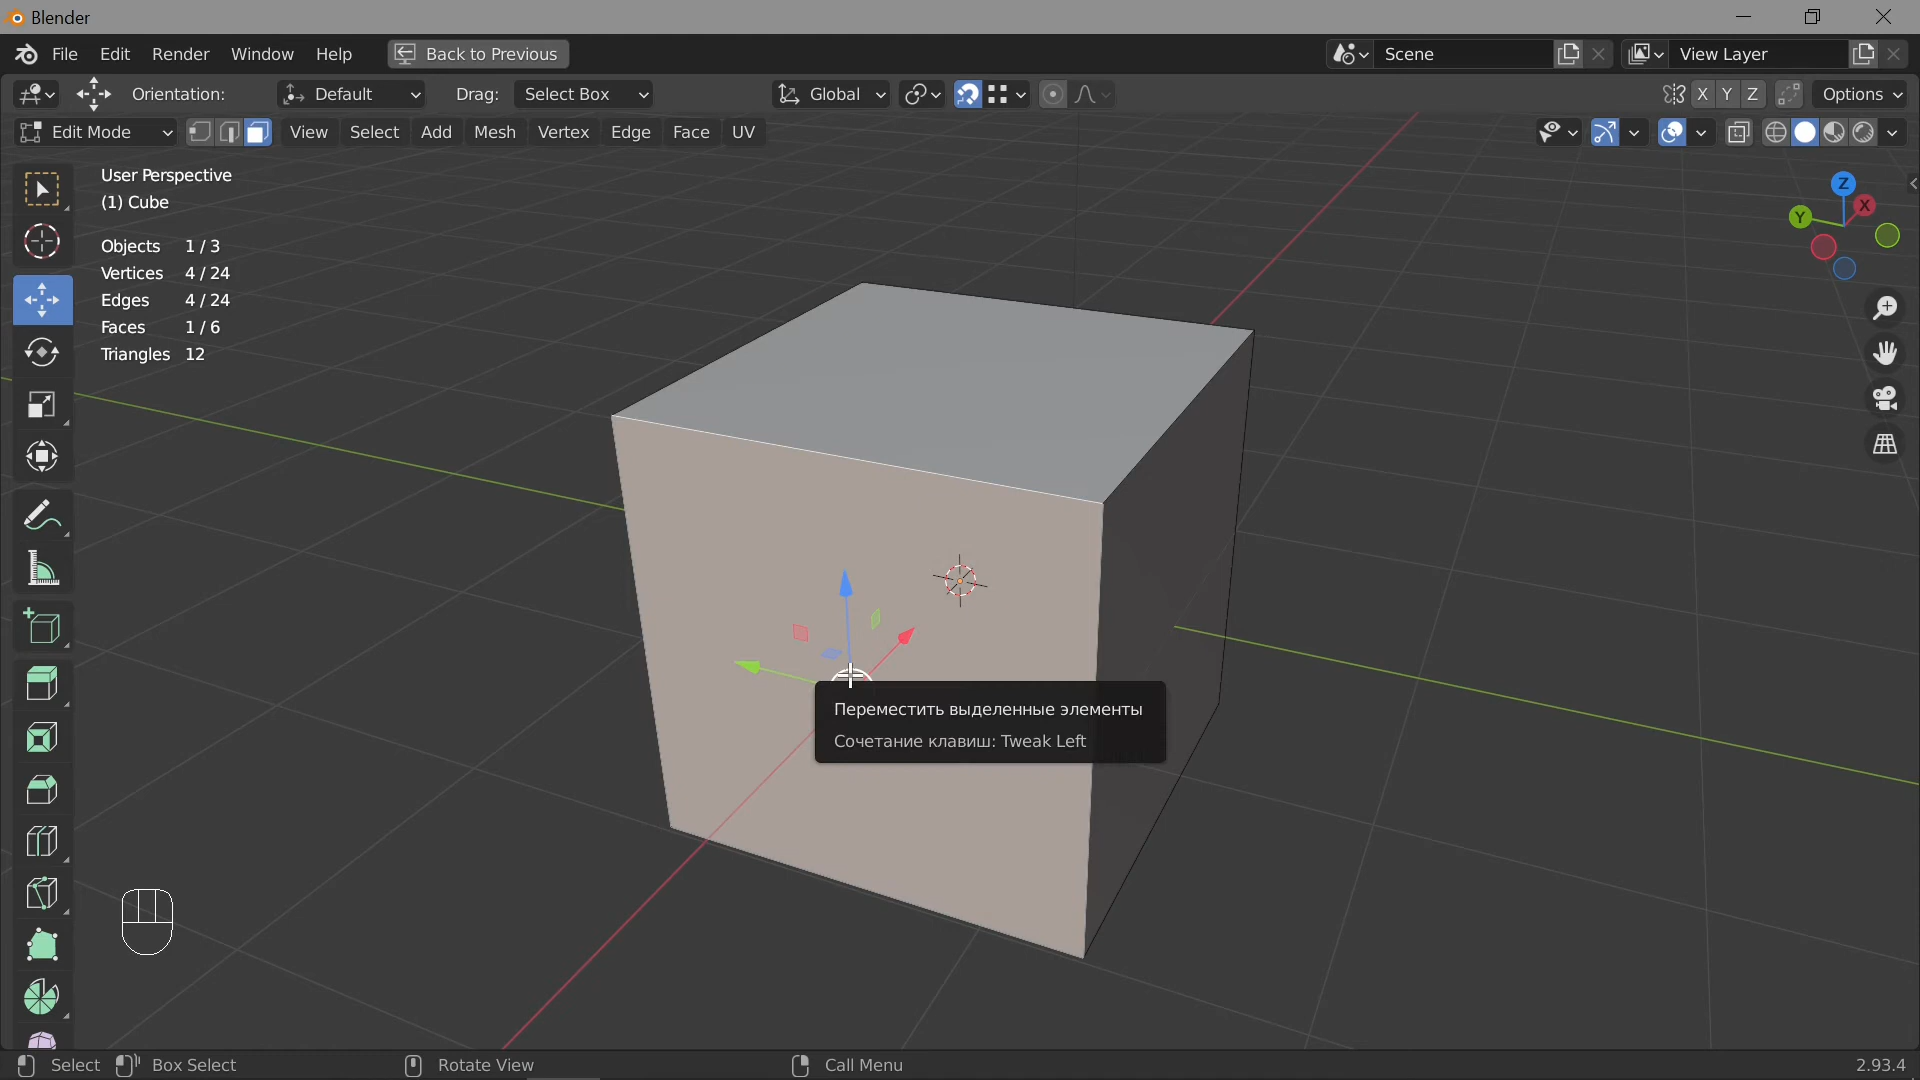 Blender
File Edit Render Window Help Back to Previous Scene View Layer
Orientation: Default Drag: Select Box Global X Y Z Options
Edit Mode View Select Add Mesh Vertex Edge Face UV
User Perspective
(1) Cube
Objects 1 / 3
Vertices 4 / 24
Edges 4 / 24
Faces 1 / 6
Triangles 12
Z
X
Y
Переместить выделенные элементы
Сочетание клавиш: Tweak Left
Select Box Select Rotate View Call Menu 2.93.4